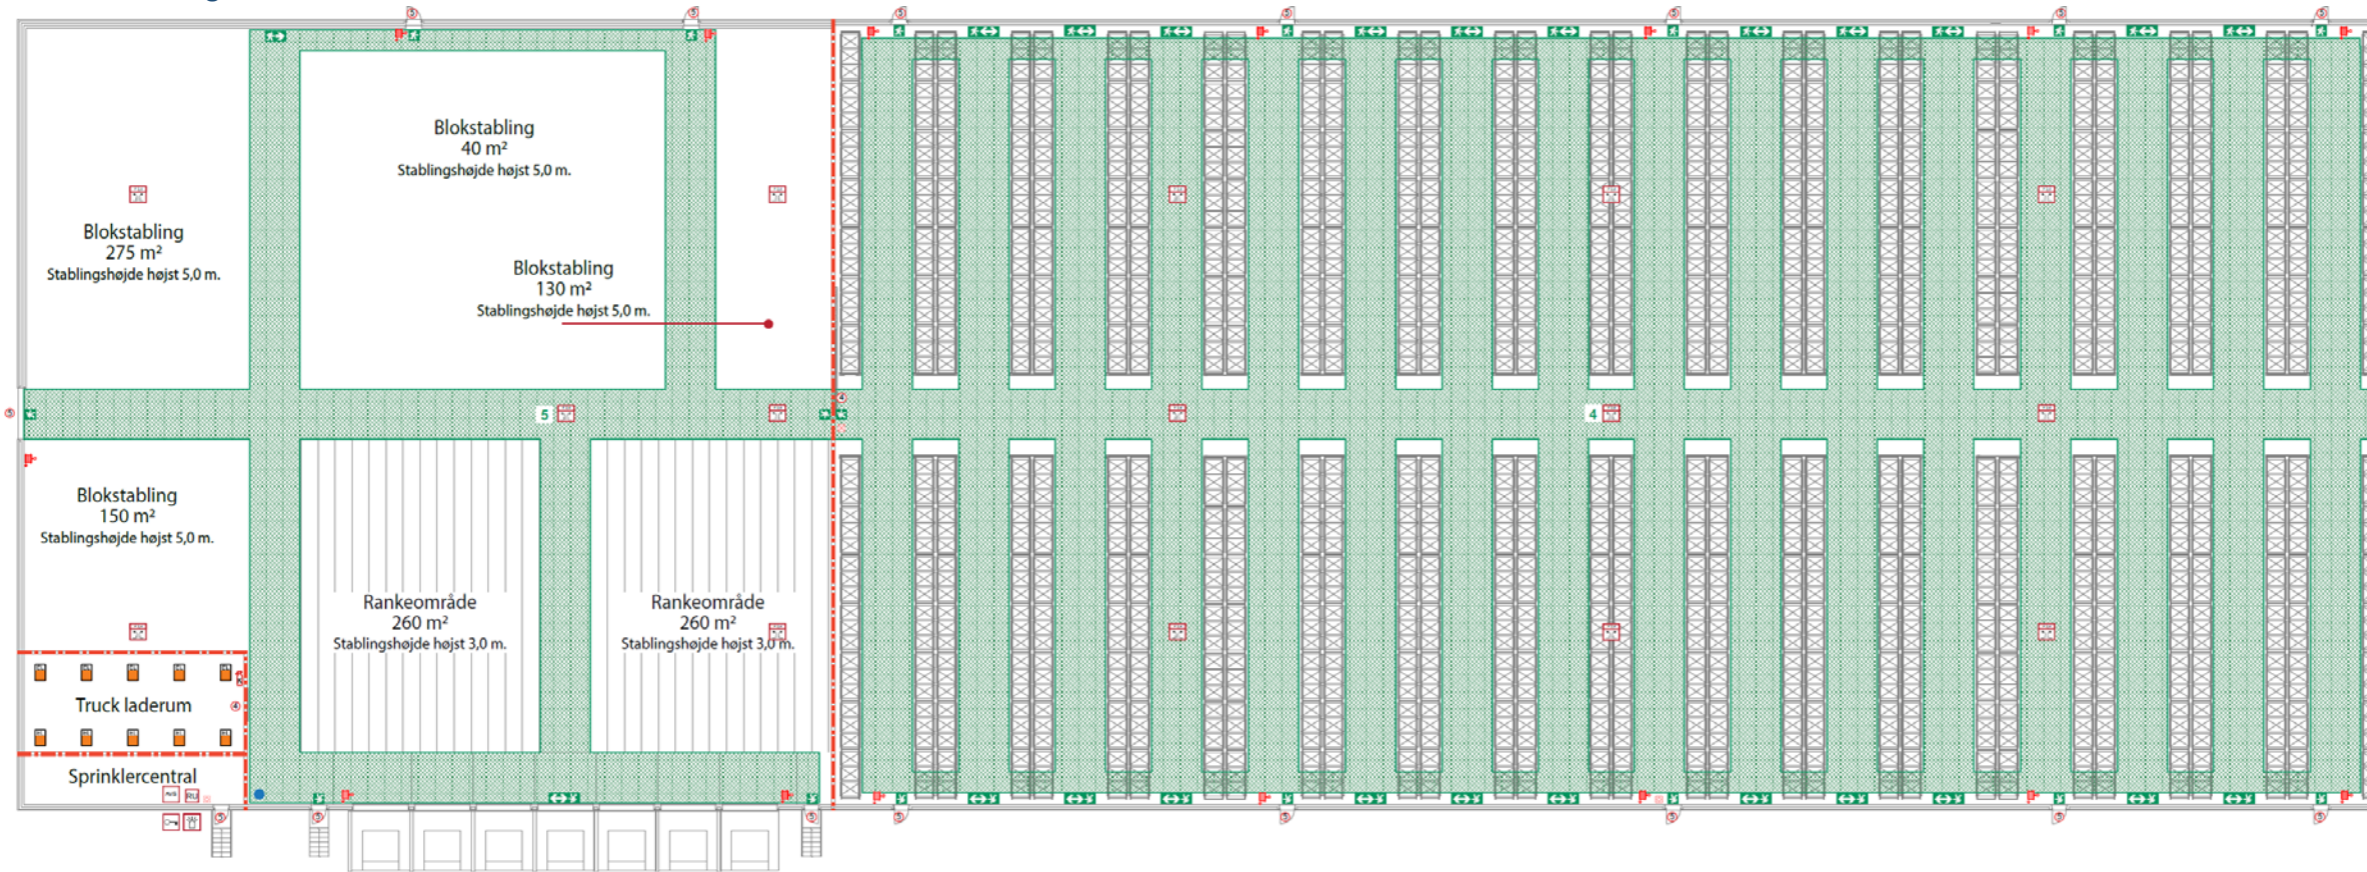 Blokstabling
40 m²
Stablingshøjde højst 5,0 m.
Blokstabling
275 m²
Stablingshøjde højst 5,0 m.
Blokstabling
130 m²
Stablingshøjde højst 5,0 m.
5
4
Blokstabling
150 m²
Stablingshøjde højst 5,0 m.
Rankeområde
260 m²
Stablingshøjde højst 3,0 m.
Rankeområde
260 m²
Stablingshøjde højst 3,0 m.
Truck laderum
Sprinklercentral
RU